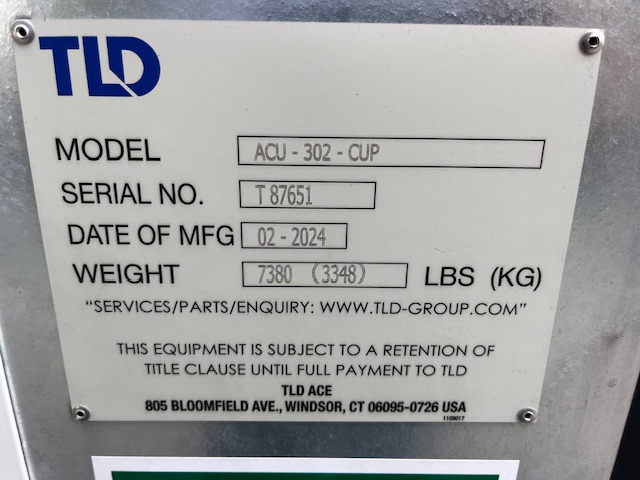 TLD
MODEL ACU - 302 - CUP
SERIAL NO. T 87651
DATE OF MFG 02 - 2024
WEIGHT 7380 (3348) LBS (KG)
“SERVICES/PARTS/ENQUIRY: WWW.TLD-GROUP.COM”
THIS EQUIPMENT IS SUBJECT TO A RETENTION OF
TITLE CLAUSE UNTIL FULL PAYMENT TO TLD
TLD ACE
805 BLOOMFIELD AVE., WINDSOR, CT 06095-0726 USA
1109017